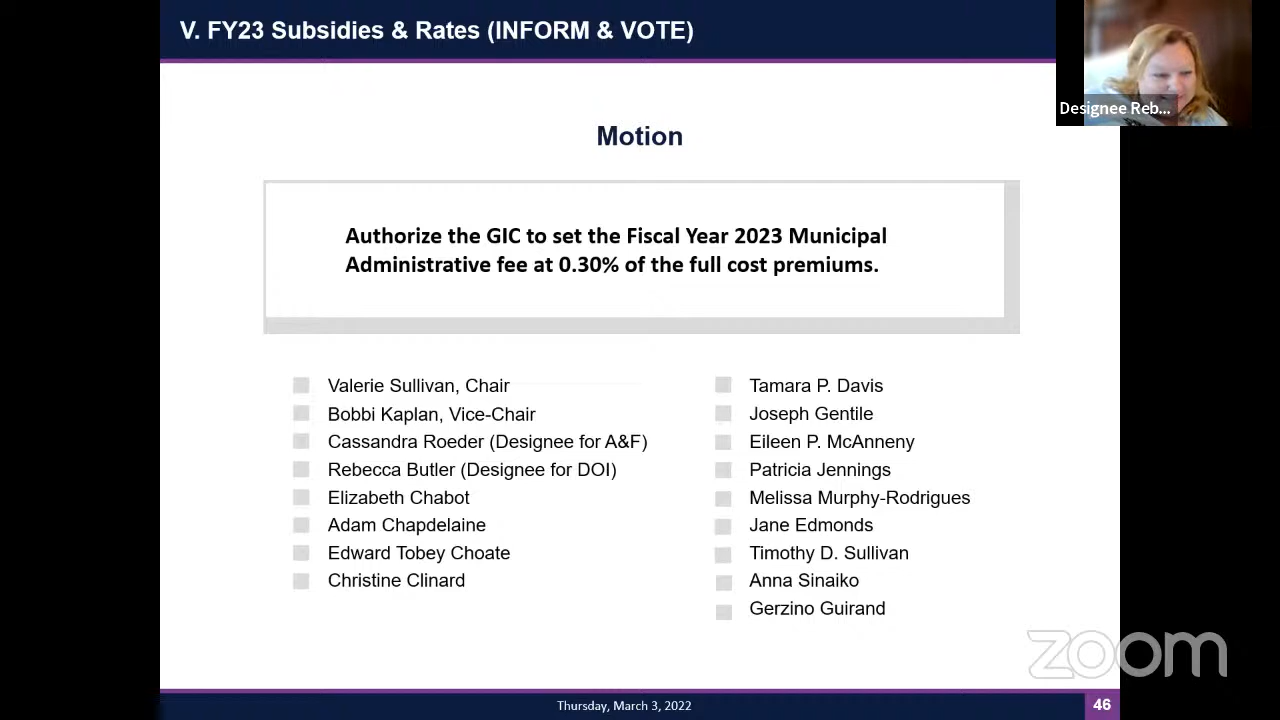 V. FY23 Subsidies & Rates (INFORM & VOTE)
Designee Reb...
Motion
Authorize the GIC to set the Fiscal Year 2023 Municipal
Administrative fee at 0.30% of the full cost premiums.
Valerie Sullivan, Chair
Bobbi Kaplan, Vice-Chair
Cassandra Roeder (Designee for A&F)
Rebecca Butler (Designee for DOI)
Elizabeth Chabot
Adam Chapdelaine
Edward Tobey Choate
Christine Clinard
Tamara P. Davis
Joseph Gentile
Eileen P. McAnneny
Patricia Jennings
Melissa Murphy-Rodrigues
Jane Edmonds
Timothy D. Sullivan
Anna Sinaiko
Gerzino Guirand
zoom
Thursday, March 3, 2022
46